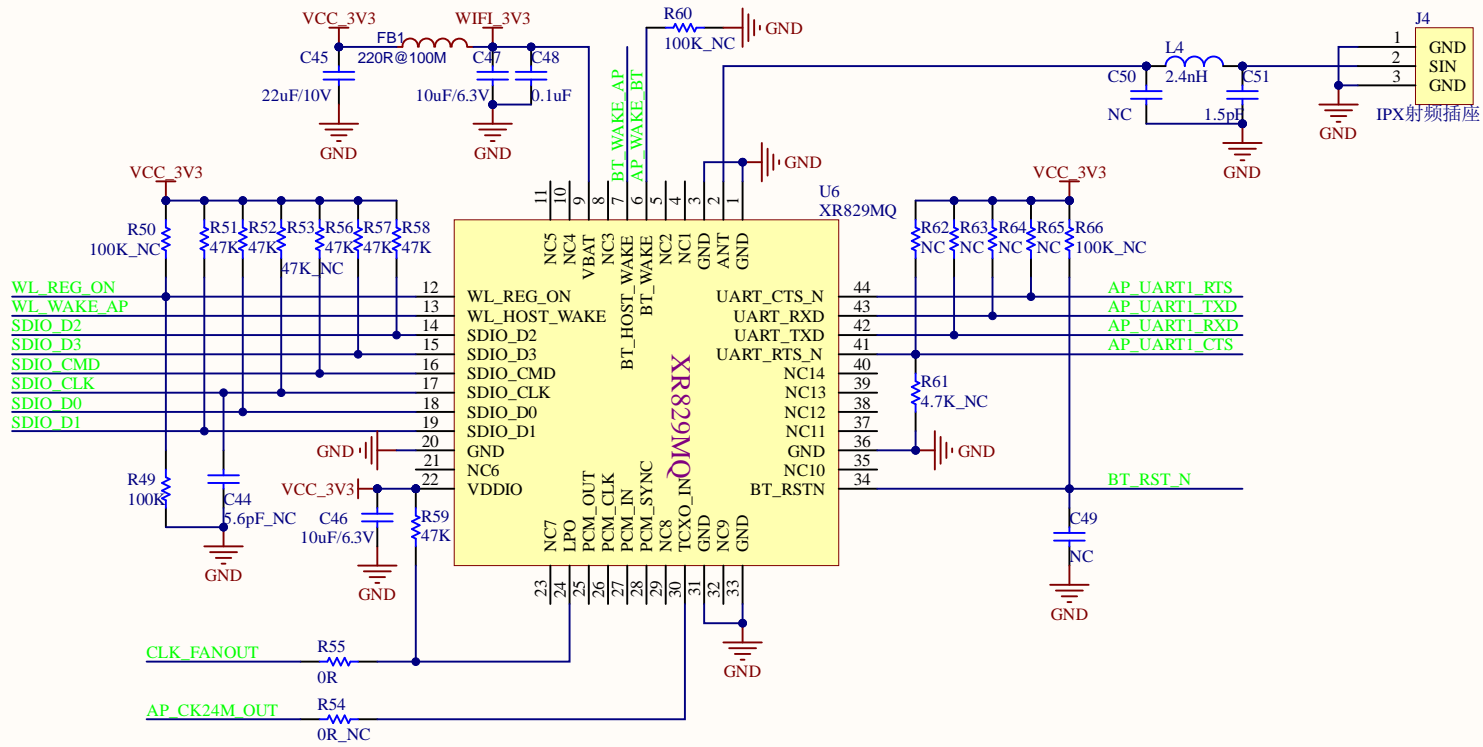 VCC_3V3
WIFI_3V3
FB1
220R@100M
C45
22uF/10V
GND
C47
10uF/6.3V
C48
0.1uF
GND
R60
100K_NC
GND
BT_WAKE_AP
AP_WAKE_BT
GND
C50
NC
L4
2.4nH
C51
1.5pF
GND
J4
1
GND
2
SIN
3
GND
GND
IPX射频插座
U6
XR829MQ
11
10
9
8
7
6
5
4
3
2
1
NC5
NC4
VBAT
NC3
BT_HOST_WAKE
BT_WAKE
NC2
NC1
GND
ANT
GND
VCC_3V3
R50
100K_NC
R51
47K
R52
47K
R53
47K_NC
R56
47K
R57
47K
R58
47K
WL_REG_ON
12
WL_REG_ON
WL_WAKE_AP
13
WL_HOST_WAKE
SDIO_D2
14
SDIO_D2
SDIO_D3
15
SDIO_D3
SDIO_CMD
16
SDIO_CMD
SDIO_CLK
17
SDIO_CLK
SDIO_D0
18
SDIO_D0
SDIO_D1
19
SDIO_D1
GND
20
GND
21
NC6
VCC_3V3
22
VDDIO
R49
100K
C44
5.6pF_NC
GND
C46
10uF/6.3V
GND
R59
47K
XR829MQ
VCC_3V3
R62
NC
R63
NC
R64
NC
R65
NC
R66
100K_NC
UART_CTS_N
44
AP_UART1_RTS
UART_RXD
43
AP_UART1_TXD
UART_TXD
42
AP_UART1_RXD
UART_RTS_N
41
AP_UART1_CTS
NC14
40
NC13
39
NC12
38
NC11
37
GND
36
NC10
35
BT_RSTN
34
BT_RST_N
R61
4.7K_NC
GND
C49
NC
GND
NC7
LPO
PCM_OUT
PCM_CLK
PCM_IN
PCM_SYNC
NC8
TCXO_IN
GND
NC9
GND
23
24
25
26
27
28
29
30
31
32
33
GND
CLK_FANOUT
R55
0R
AP_CK24M_OUT
R54
0R_NC